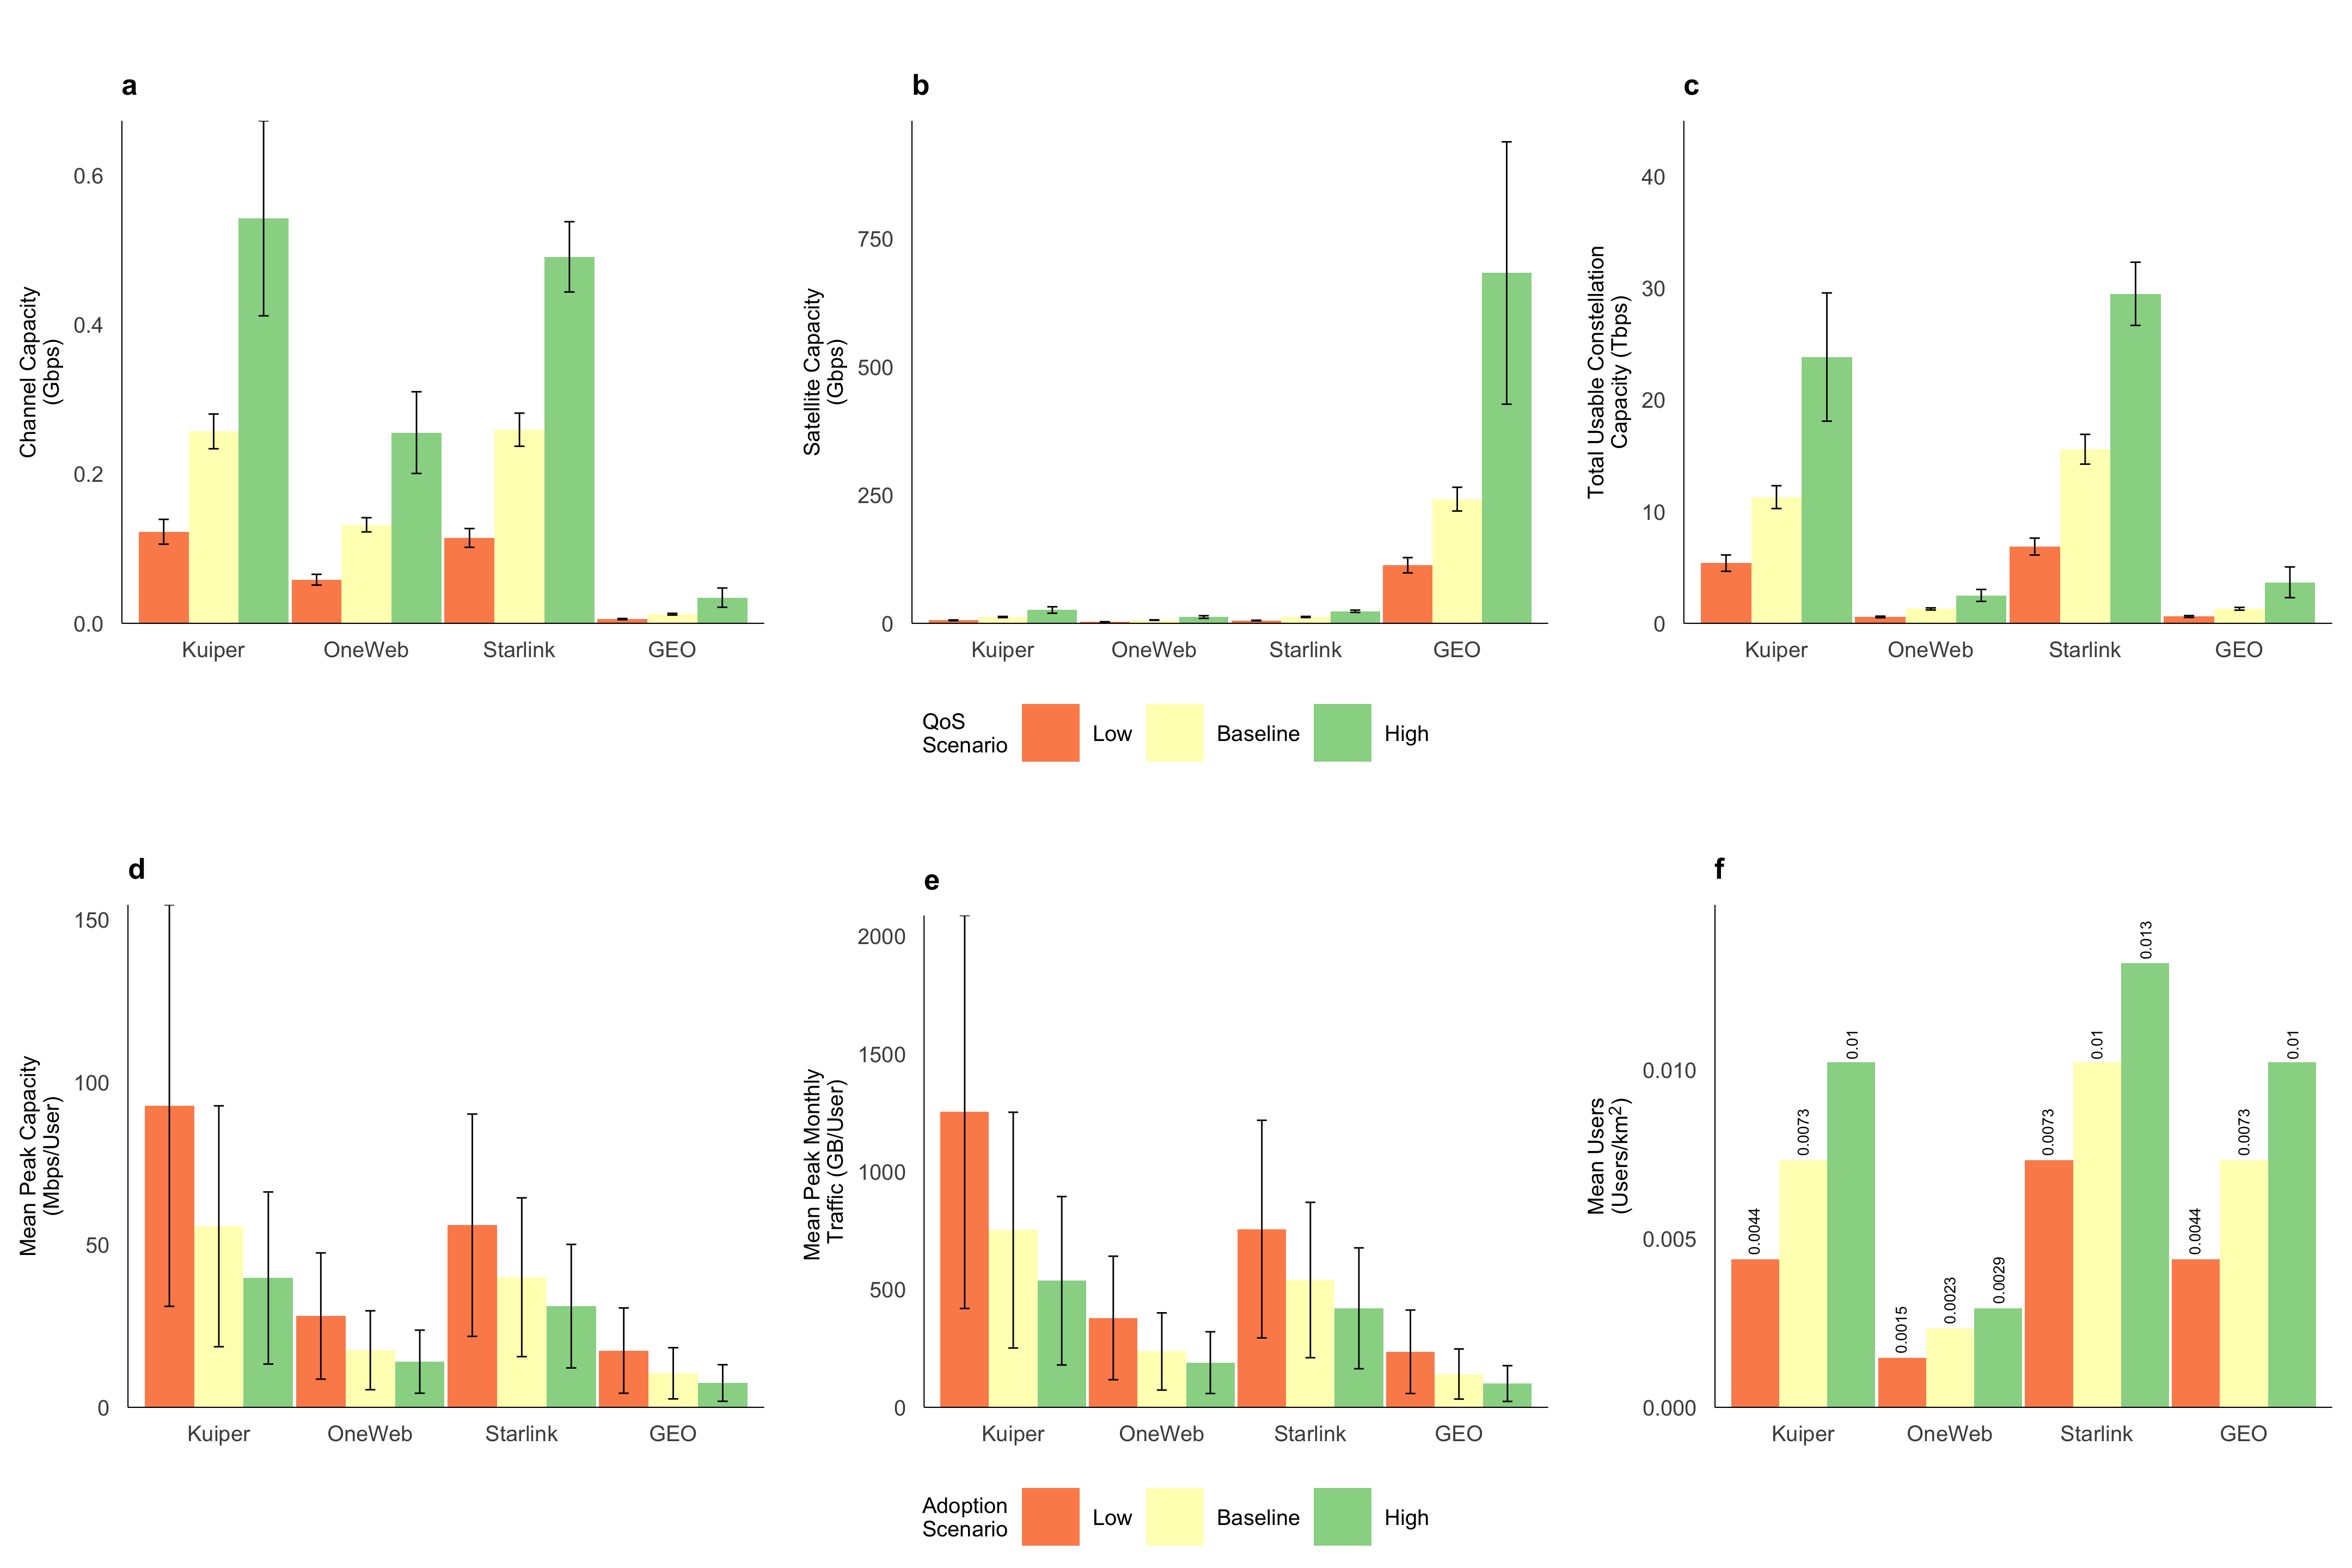 a
Channel Capacity
(Gbps)
0.6
0.4
0.2
0.0
Kuiper OneWeb Starlink GEO
b
Satellite Capacity
(Gbps)
750
500
250
0
Kuiper OneWeb Starlink GEO
c
Total Usable Constellation
Capacity (Tbps)
40
30
20
10
0
Kuiper OneWeb Starlink GEO
QoS
Scenario
Low Baseline High
d
Mean Peak Capacity
(Mbps/User)
150
100
50
0
Kuiper OneWeb Starlink GEO
e
Mean Peak Monthly
Traffic (GB/User)
2000
1500
1000
500
0
Kuiper OneWeb Starlink GEO
f
Mean Users
(Users/km²)
0.010
0.005
0.000
0.0044
0.0073
0.01
0.0015
0.0023
0.0029
0.0073
0.01
0.013
0.0044
0.0073
0.01
Kuiper OneWeb Starlink GEO
Adoption
Scenario
Low Baseline High